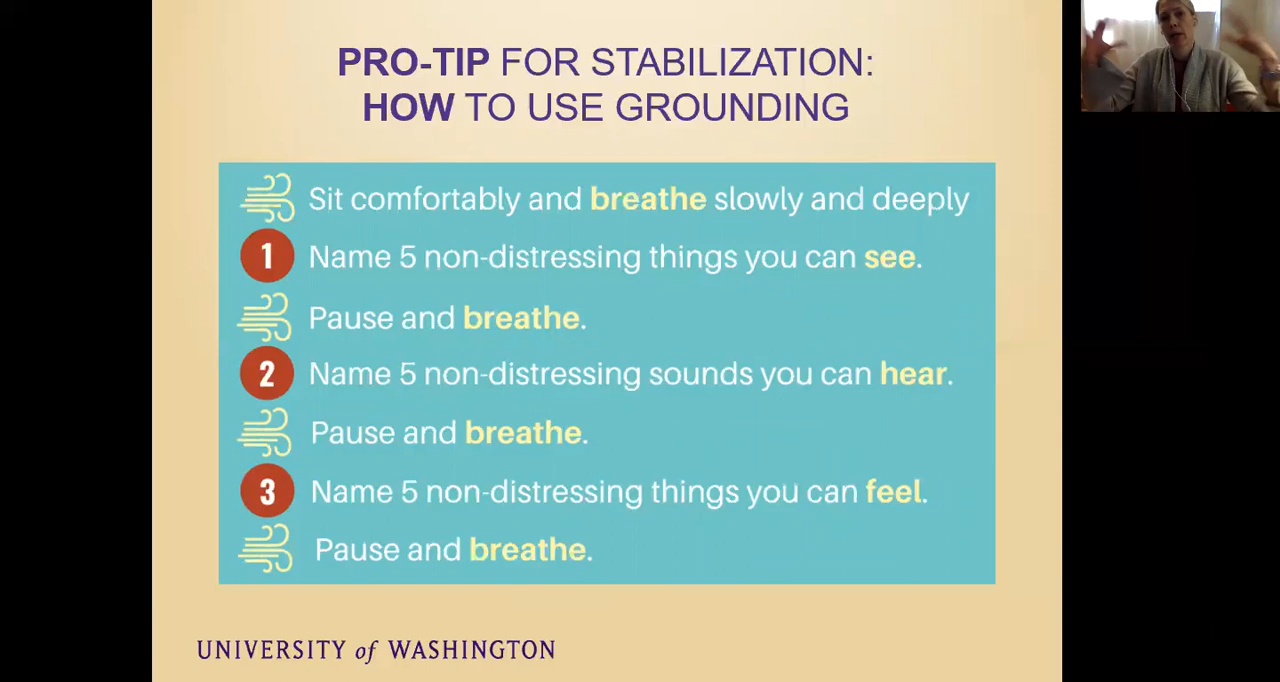 PRO-TIP FOR STABILIZATION:
HOW TO USE GROUNDING
Sit comfortably and breathe slowly and deeply
1 Name 5 non-distressing things you can see.
Pause and breathe.
2 Name 5 non-distressing sounds you can hear.
Pause and breathe.
3 Name 5 non-distressing things you can feel.
Pause and breathe.
UNIVERSITY of WASHINGTON